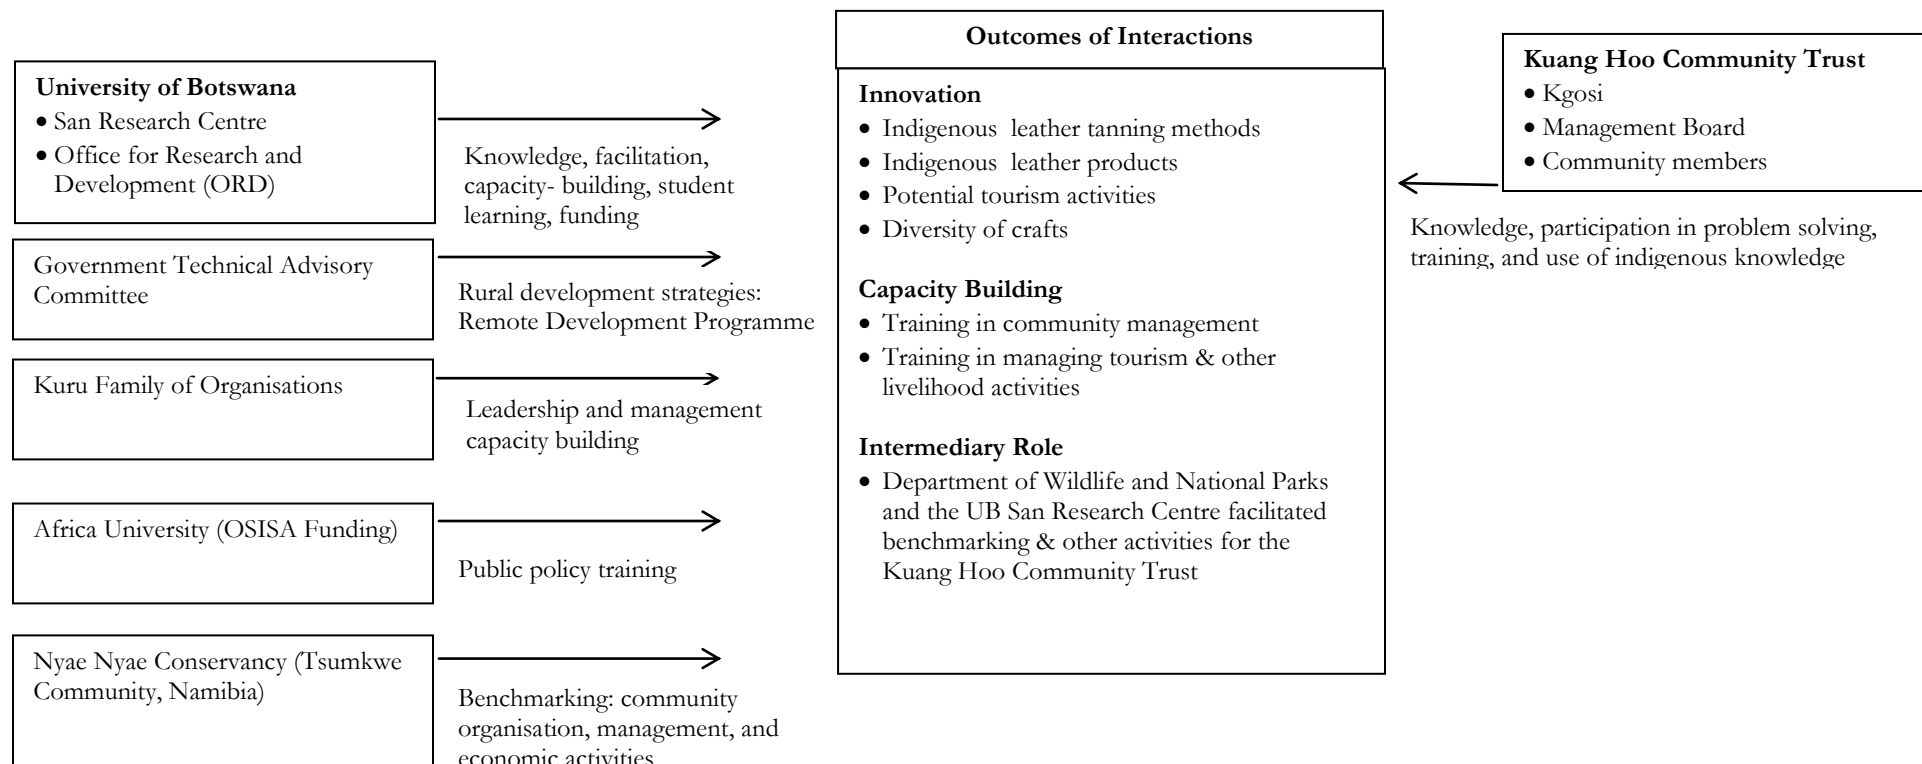 University of Botswana
• San Research Centre
• Office for Research and
Development (ORD)
Knowledge, facilitation,
capacity- building, student
learning, funding
Government Technical Advisory
Committee
Rural development strategies:
Remote Development Programme
Kuru Family of Organisations
Leadership and management
capacity building
Africa University (OSISA Funding)
Public policy training
Nyae Nyae Conservancy (Tsumkwe
Community, Namibia)
Benchmarking: community
organisation, management, and
economic activities
Outcomes of Interactions
Innovation
• Indigenous leather tanning methods
• Indigenous leather products
• Potential tourism activities
• Diversity of crafts
Capacity Building
• Training in community management
• Training in managing tourism & other
livelihood activities
Intermediary Role
• Department of Wildlife and National Parks
and the UB San Research Centre facilitated
benchmarking & other activities for the
Kuang Hoo Community Trust
Kuang Hoo Community Trust
• Kgosi
• Management Board
• Community members
Knowledge, participation in problem solving,
training, and use of indigenous knowledge